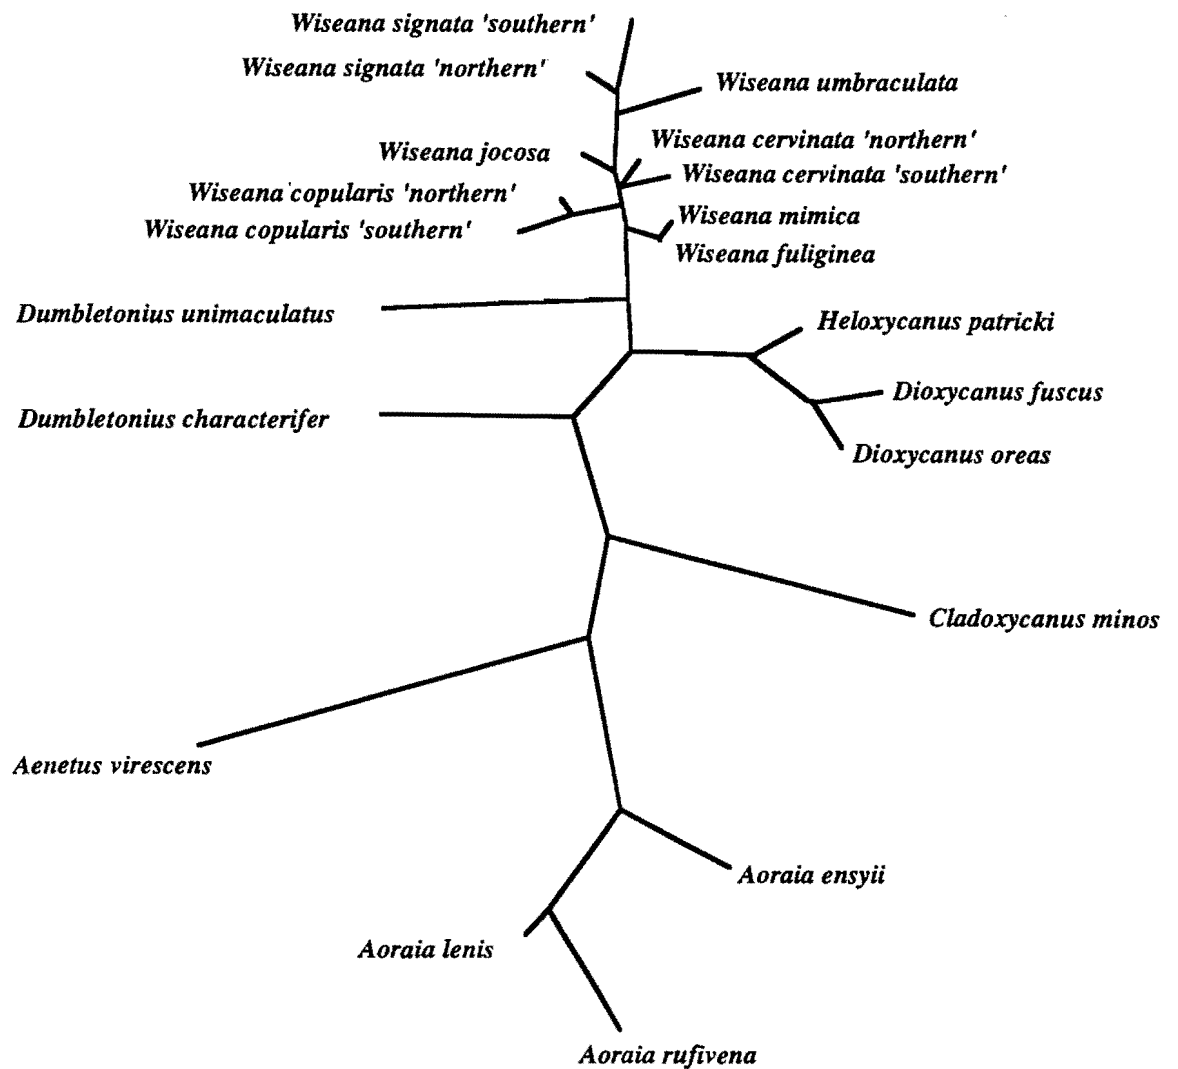 Wiseana signata 'southern'
Wiseana signata 'northern'
Wiseana umbraculata
Wiseana cervinata 'northern'
Wiseana jocosa
Wiseana cervinata 'southern'
Wiseana copularis 'northern'
Wiseana mimica
Wiseana copularis 'southern'
Wiseana fuliginea
Dumbletonius unimaculatus
Heloxycanus patricki
Dioxycanus fuscus
Dumbletonius characterifer
Dioxycanus oreas
Cladoxycanus minos
Aenetus virescens
Aoraia ensyii
Aoraia lenis
Aoraia rufivena